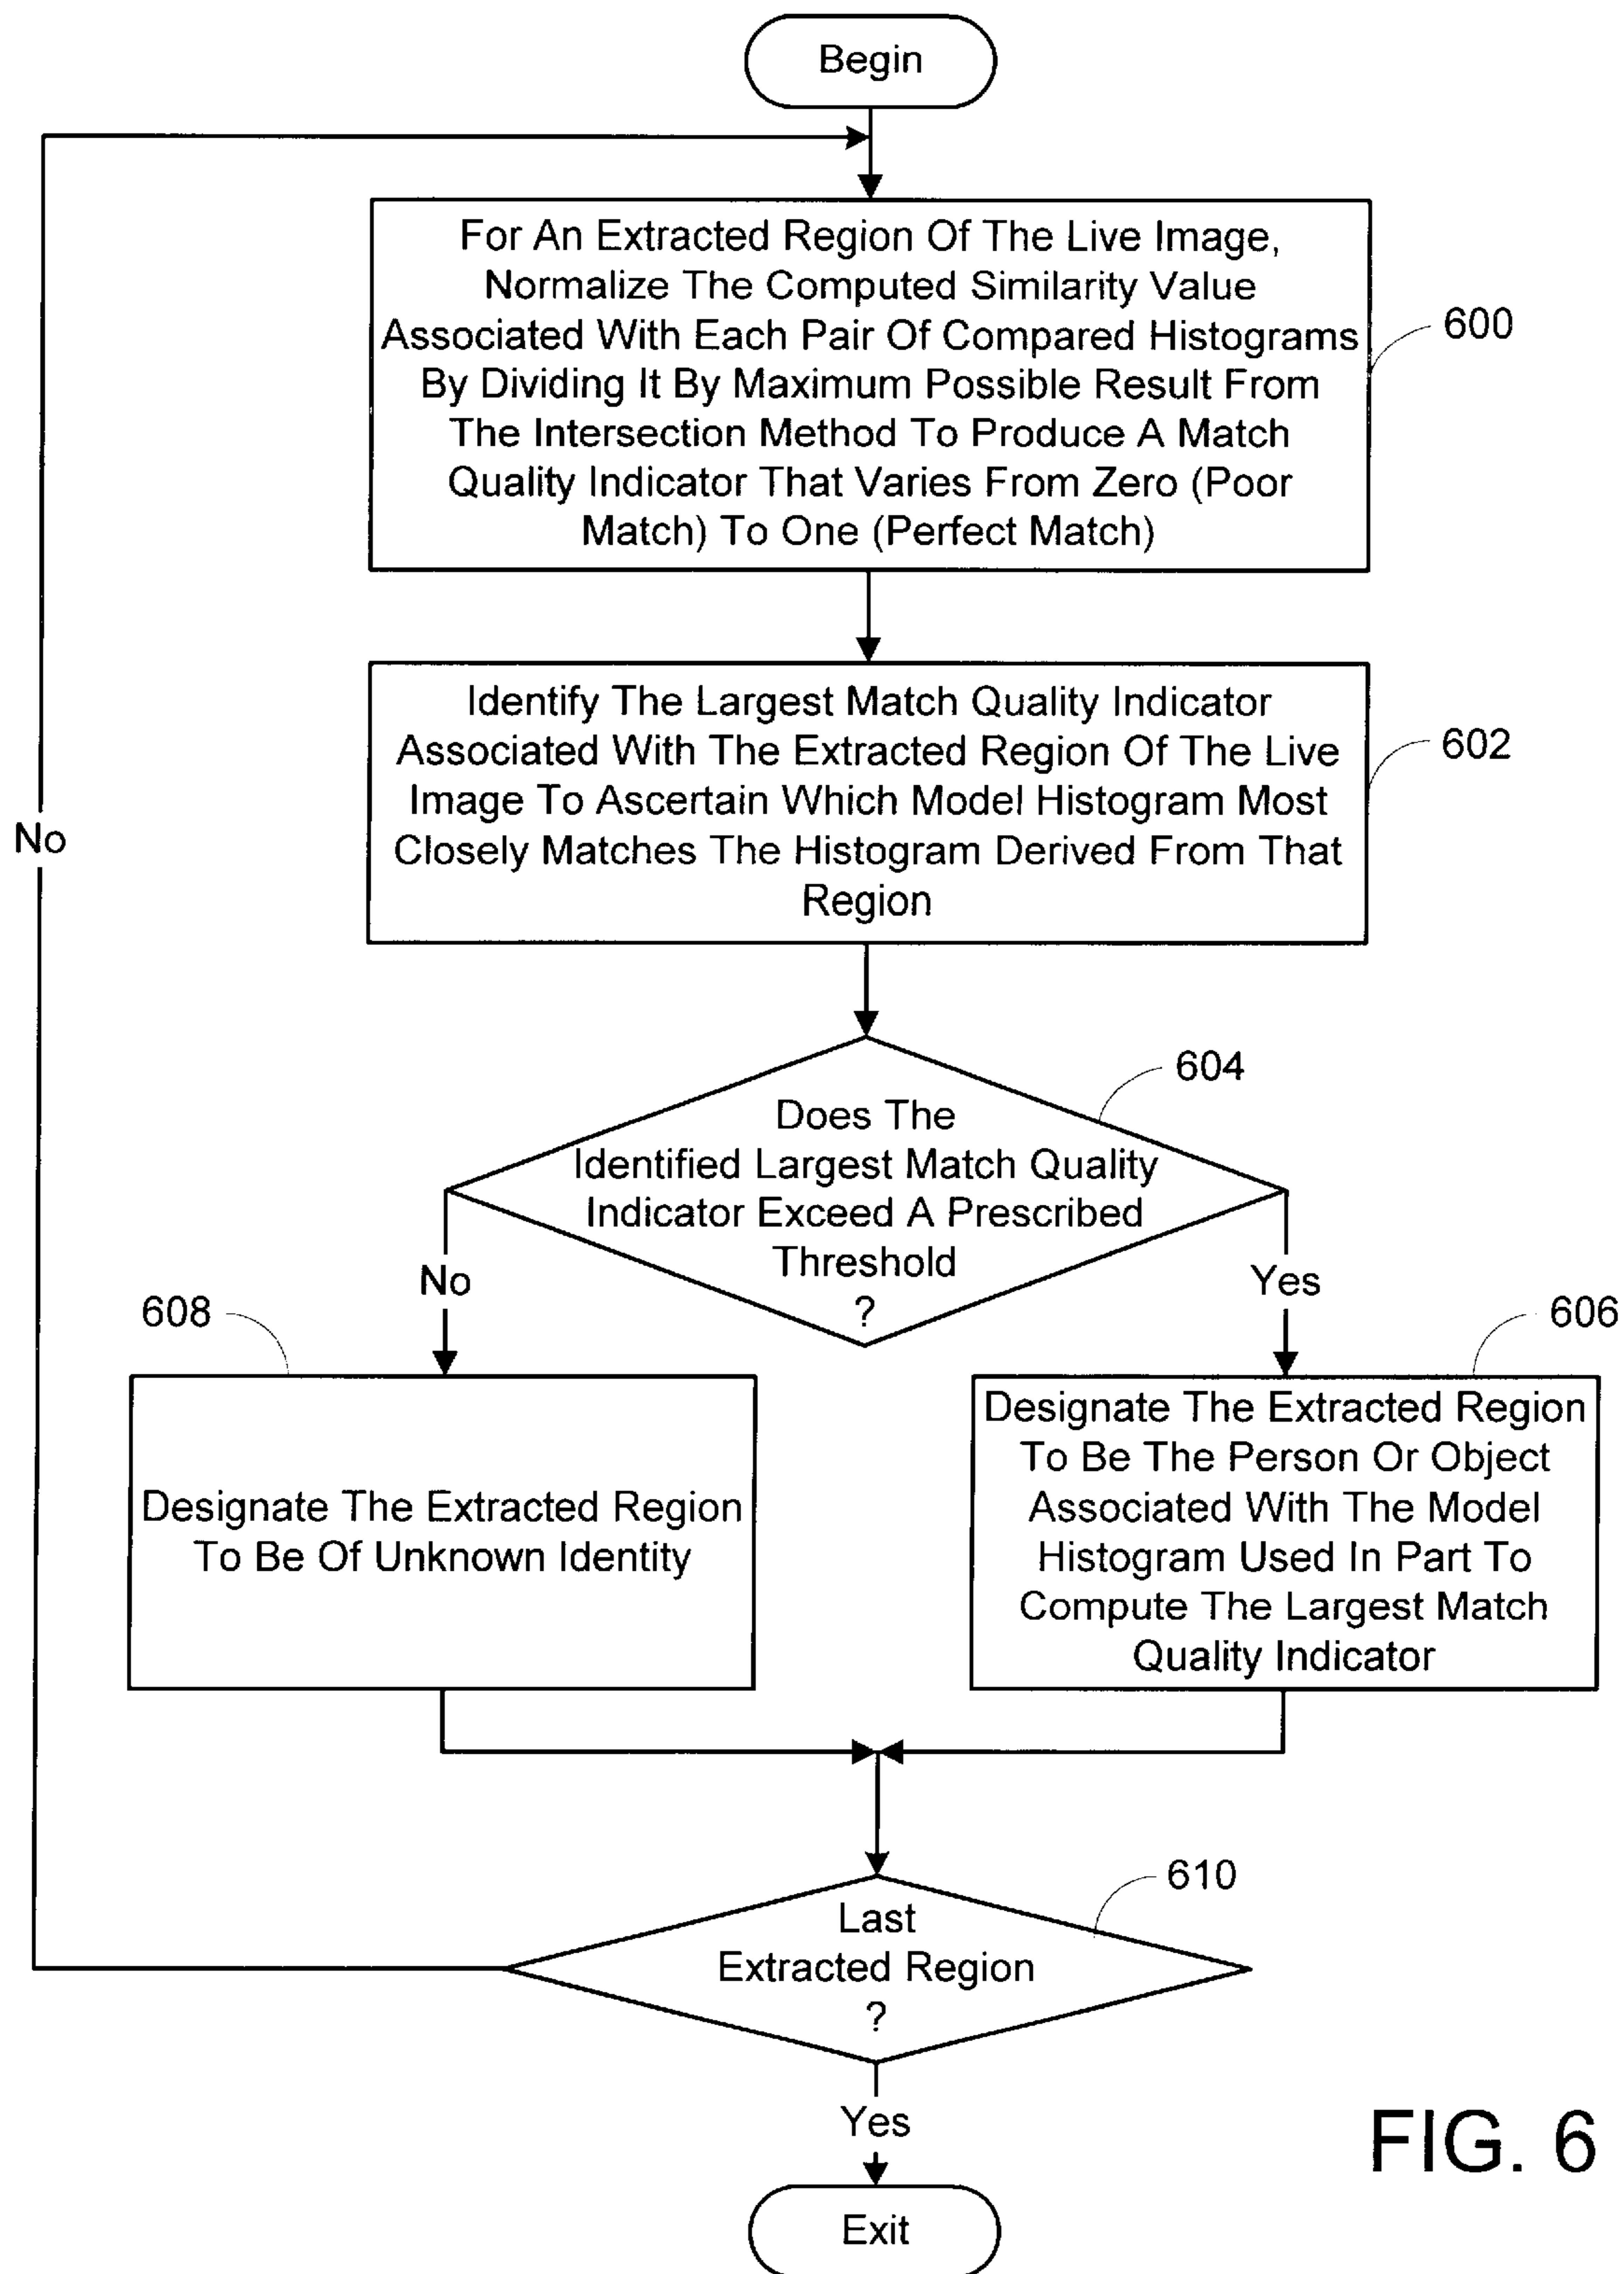 Begin
For An Extracted Region Of The Live Image,
Normalize The Computed Similarity Value
Associated With Each Pair Of Compared Histograms
By Dividing It By Maximum Possible Result From
The Intersection Method To Produce A Match
Quality Indicator That Varies From Zero (Poor
Match) To One (Perfect Match)
600
Identify The Largest Match Quality Indicator
Associated With The Extracted Region Of The Live
Image To Ascertain Which Model Histogram Most
Closely Matches The Histogram Derived From That
Region
602
No
604
Does The
Identified Largest Match Quality
Indicator Exceed A Prescribed
Threshold
?
No
Yes
608
606
Designate The Extracted Region
To Be Of Unknown Identity
Designate The Extracted Region
To Be The Person Or Object
Associated With The Model
Histogram Used In Part To
Compute The Largest Match
Quality Indicator
610
Last
Extracted Region
?
Yes
Exit
FIG. 6